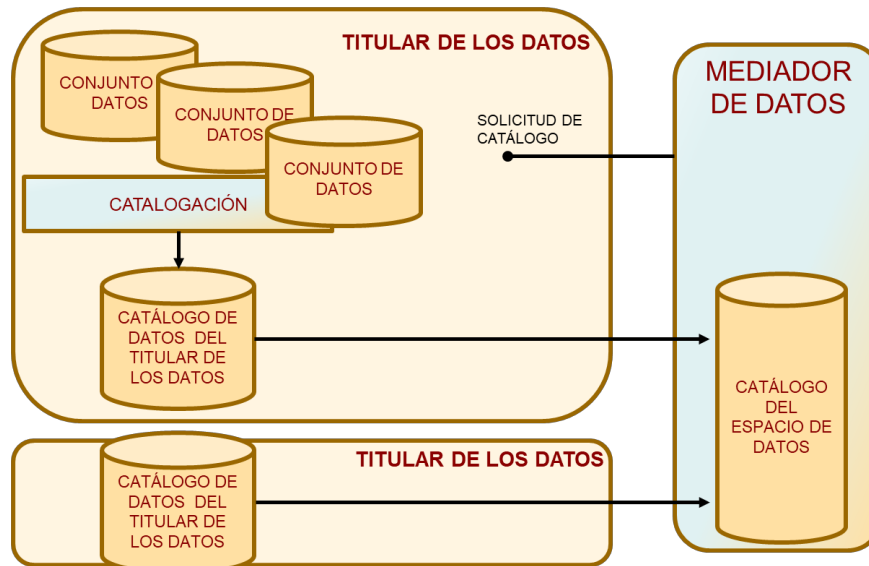 TITULAR DE LOS DATOS
CONJUNTO
DATOS
CONJUNTO DE
DATOS
CONJUNTO DE
DATOS
CATALOGACIÓN
SOLICITUD DE
CATÁLOGO
MEDIADOR
DE DATOS
CATÁLOGO DE
DATOS DEL
TITULAR DE
LOS DATOS
CATÁLOGO
DEL
ESPACIO DE
DATOS
TITULAR DE LOS DATOS
CATÁLOGO DE
DATOS DEL
TITULAR DE
LOS DATOS